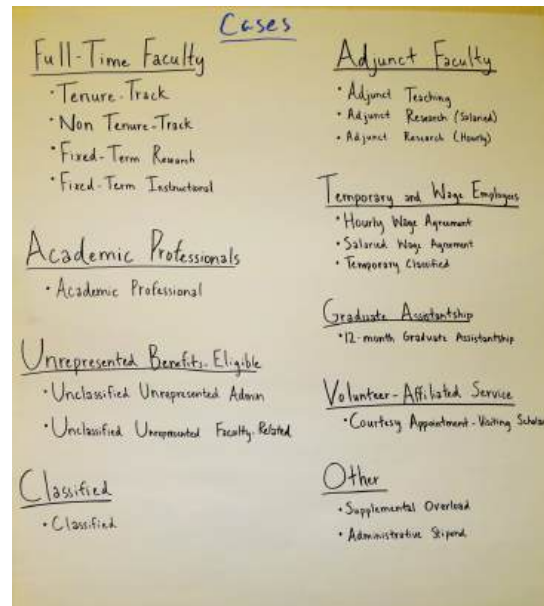 Cases
Full-Time Faculty
• Tenure-Track
• Non Tenure-Track
• Fixed-Term Research
• Fixed-Term Instructional
Academic Professionals
• Academic Professional
Unrepresented Benefits-Eligible
• Unclassified Unrepresented Admin
• Unclassified Unrepresented Faculty-Related
Classified
• Classified
Adjunct Faculty
• Adjunct Teaching
• Adjunct Research (Salaried)
• Adjunct Research (Hourly)
Temporary and Wage Employees
• Hourly Wage Agreement
• Salaried Wage Agreement
• Temporary Classified
Graduate Assistantship
• 12-month Graduate Assistantship
Volunteer-Affiliated Service
• Courtesy Appointment-Visiting Scholar
Other
• Supplemental Overload
• Administrative Stipend